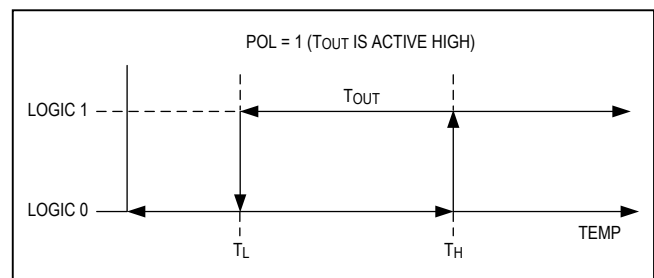 POL = 1 (TOUT IS ACTIVE HIGH)
TOUT
LOGIC 1
LOGIC 0
TEMP
TL
TH